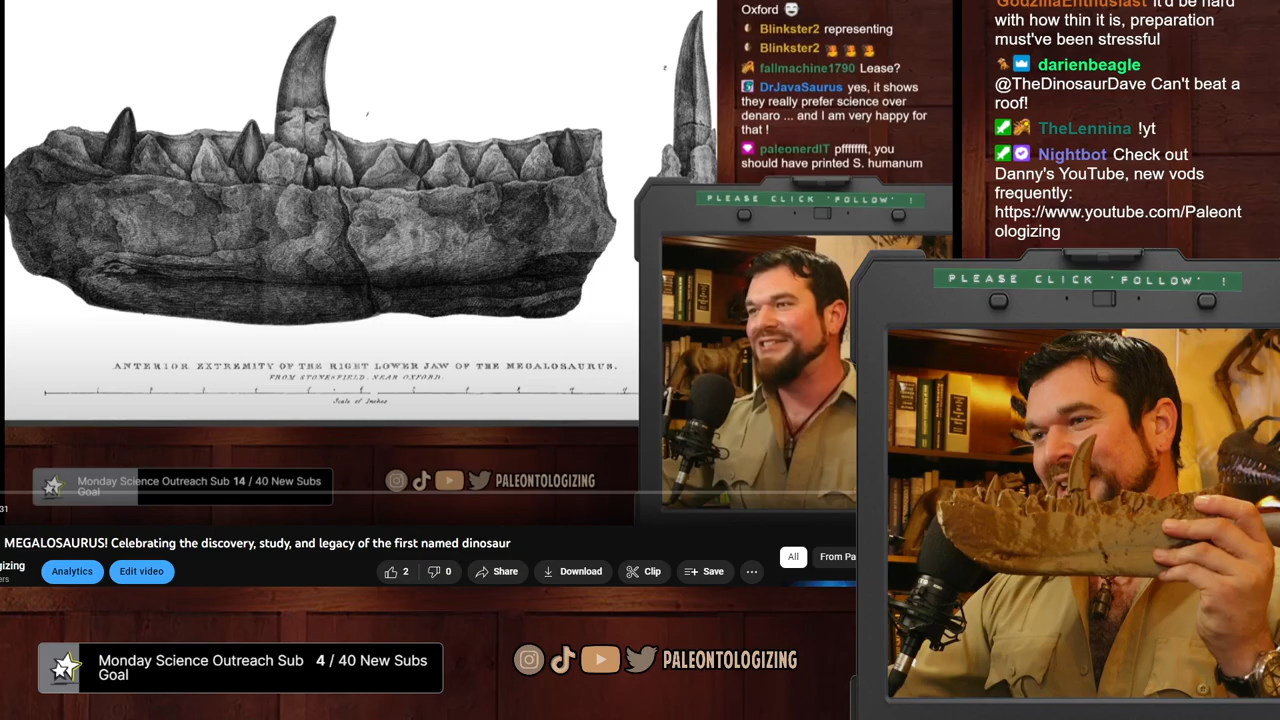 ANTERIOR EXTREMITY OF THE RIGHT LOWER JAW OF THE MEGALOSAURUS.
FROM STONESFIELD, NEAR OXFORD.
Scale of Inches
Oxford
Blinkster2 representing
Blinkster2
fallmachine1790 Lease?
DrJavaSaurus yes, it shows
they really prefer science over
denaro ... and I am very happy for
that !
paleonerdIT pfffffft, you
should have printed S. humanum
PLEASE CLICK "FOLLOW" !
GodzillaEnthusiast It'd be hard
with how thin it is, preparation
must've been stressful
darienbeagle
@TheDinosaurDave Can't beat a
roof!
TheLennina !yt
Nightbot Check out
Danny's YouTube, new vods
frequently:
https://www.youtube.com/Paleont
ologizing
PLEASE CLICK "FOLLOW" !
Monday Science Outreach Sub 14 / 40 New Subs
Goal
PALEONTOLOGIZING
31
MEGALOSAURUS! Celebrating the discovery, study, and legacy of the first named dinosaur
gizing
ers
Analytics
Edit video
2
0
Share
Download
Clip
Save
All
From Pa
Monday Science Outreach Sub 4 / 40 New Subs
Goal
PALEONTOLOGIZING